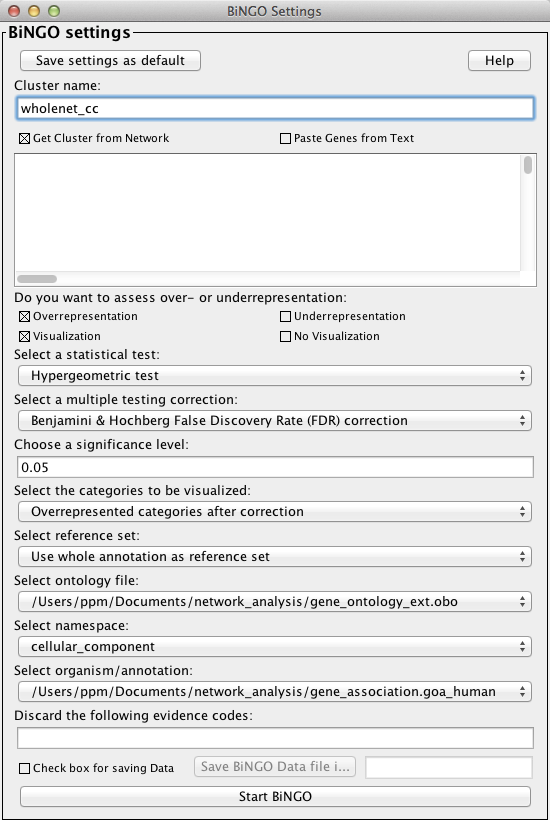 BiNGO Settings
BiNGO settings
Save settings as default Help
Cluster name:
wholenet_cc
Get Cluster from Network Paste Genes from Text
Do you want to assess over- or underrepresentation:
Overrepresentation Underrepresentation
Visualization No Visualization
Select a statistical test:
Hypergeometric test
Select a multiple testing correction:
Benjamini & Hochberg False Discovery Rate (FDR) correction
Choose a significance level:
0.05
Select the categories to be visualized:
Overrepresented categories after correction
Select reference set:
Use whole annotation as reference set
Select ontology file:
/Users/ppm/Documents/network_analysis/gene_ontology_ext.obo
Select namespace:
cellular_component
Select organism/annotation:
/Users/ppm/Documents/network_analysis/gene_association.goa_human
Discard the following evidence codes:
Check box for saving Data Save BiNGO Data file i...
Start BiNGO